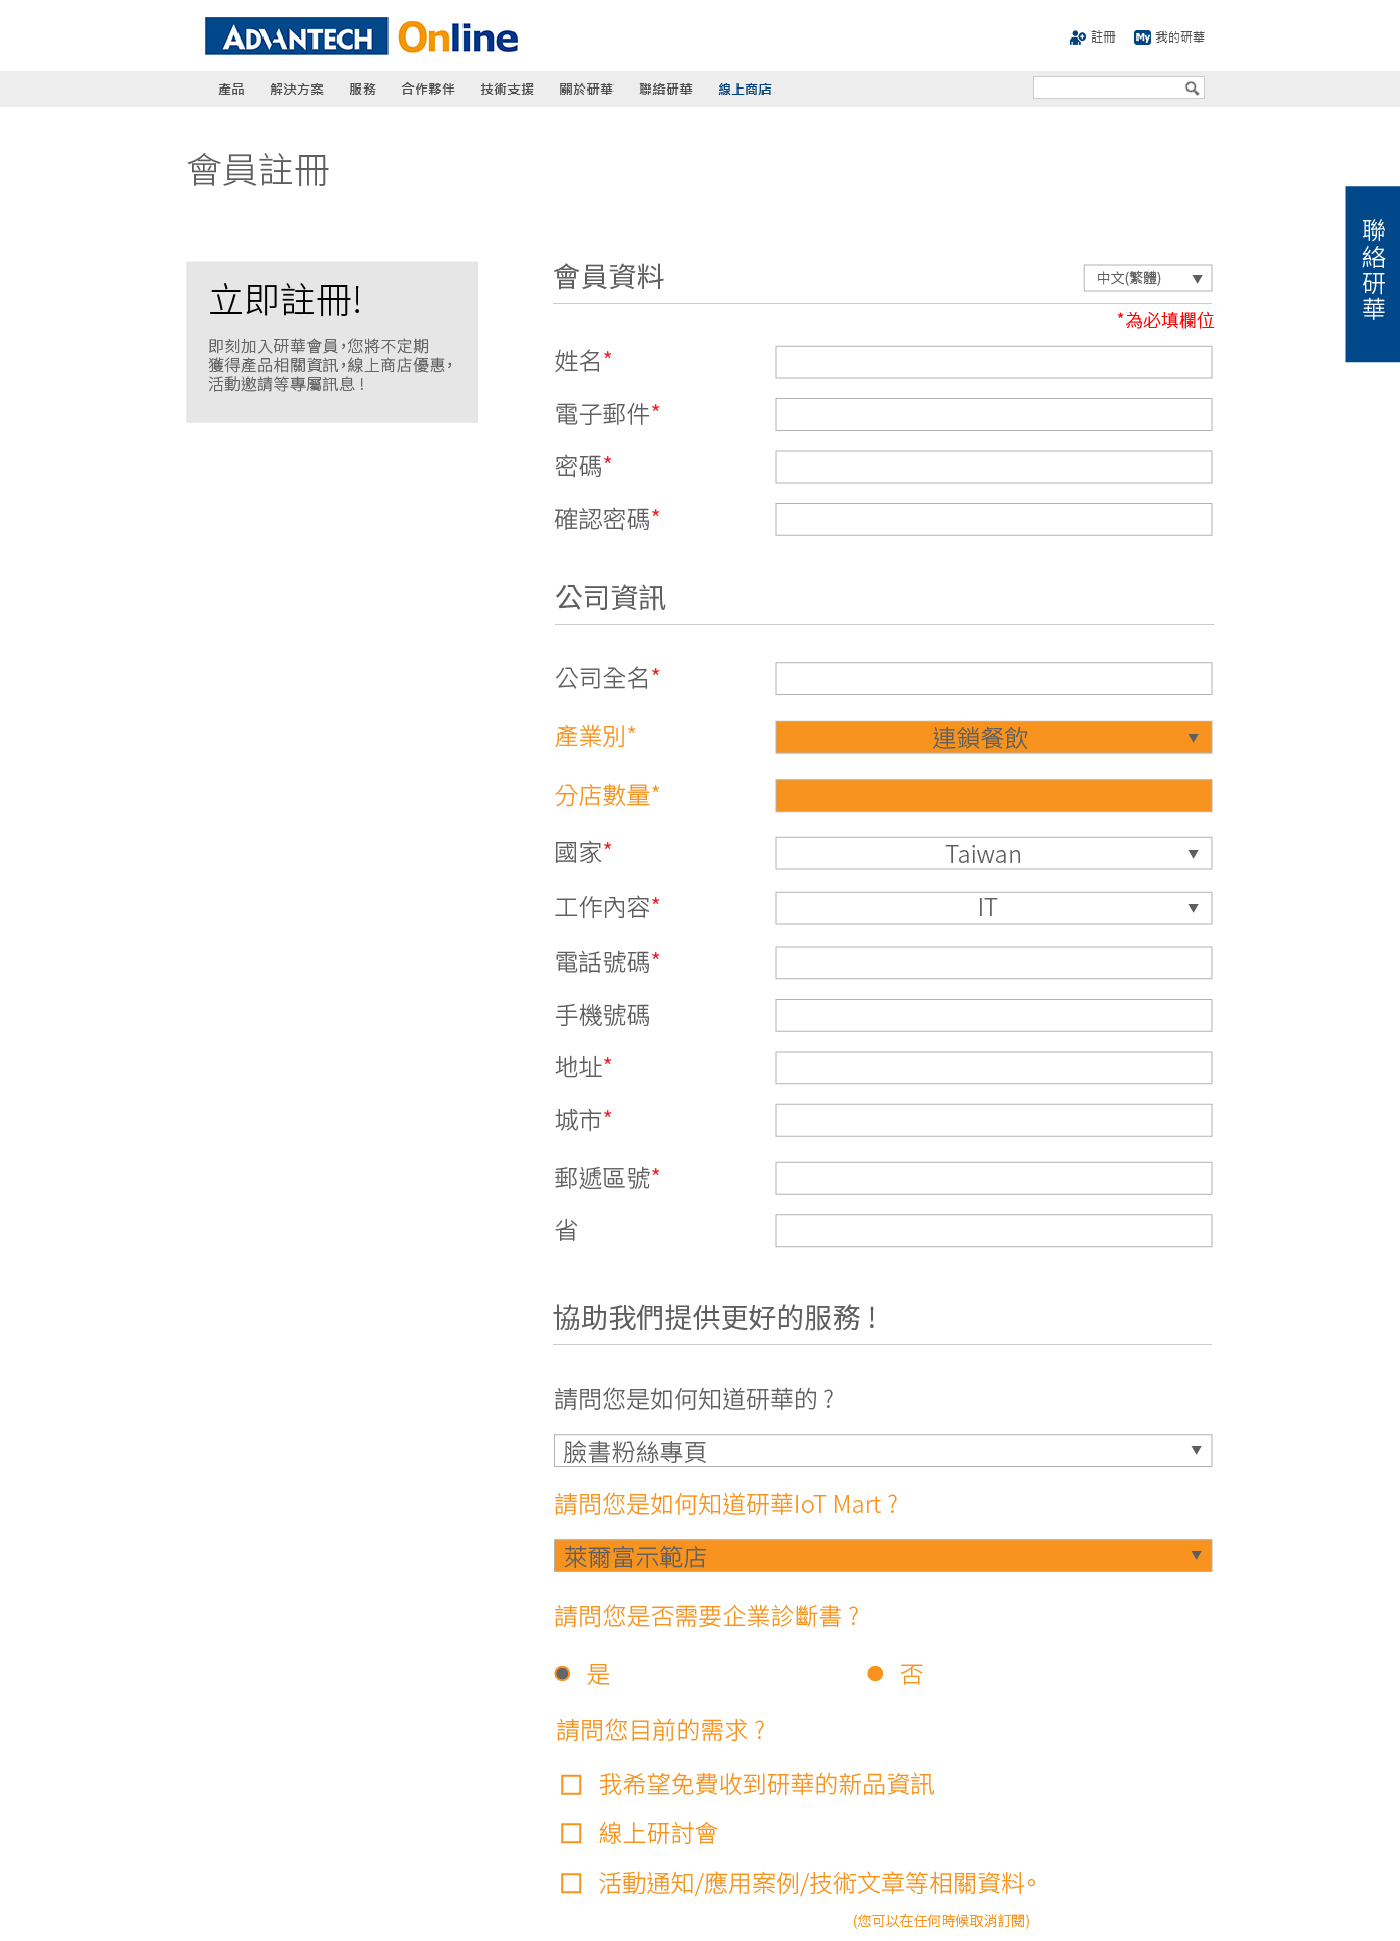 ADVANTECH Online
註冊 My 我的研華
產品 解決方案 服務 合作夥伴 技術支援 關於研華 聯絡研華 線上商店
會員註冊
聯絡研華
立即註冊!
即刻加入研華會員，您將不定期
獲得產品相關資訊，線上商店優惠，
活動邀請等專屬訊息！
會員資料 中文(繁體) ▼
*為必填欄位
姓名*
電子郵件*
密碼*
確認密碼*
公司資訊
公司全名*
產業別* 連鎖餐飲 ▼
分店數量*
國家* Taiwan ▼
工作內容* IT ▼
電話號碼*
手機號碼
地址*
城市*
郵遞區號*
省
協助我們提供更好的服務！
請問您是如何知道研華的？
臉書粉絲專頁 ▼
請問您是如何知道研華IoT Mart？
萊爾富示範店 ▼
請問您是否需要企業診斷書？
是 否
請問您目前的需求？
我希望免費收到研華的新品資訊
線上研討會
活動通知/應用案例/技術文章等相關資料。
(您可以在任何時候取消訂閱)